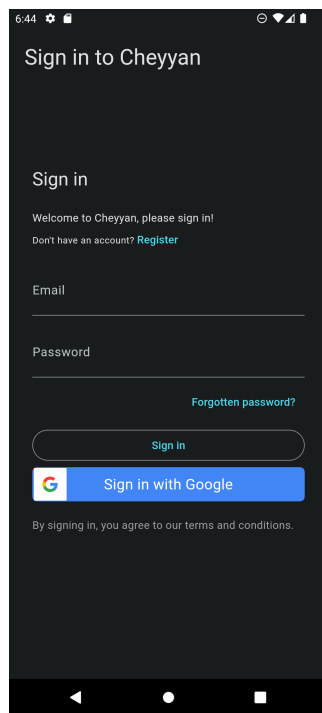 6:44
Sign in to Cheyyan
Sign in
Welcome to Cheyyan, please sign in!
Don't have an account? Register
Email
Password
Forgotten password?
Sign in
Sign in with Google
By signing in, you agree to our terms and conditions.